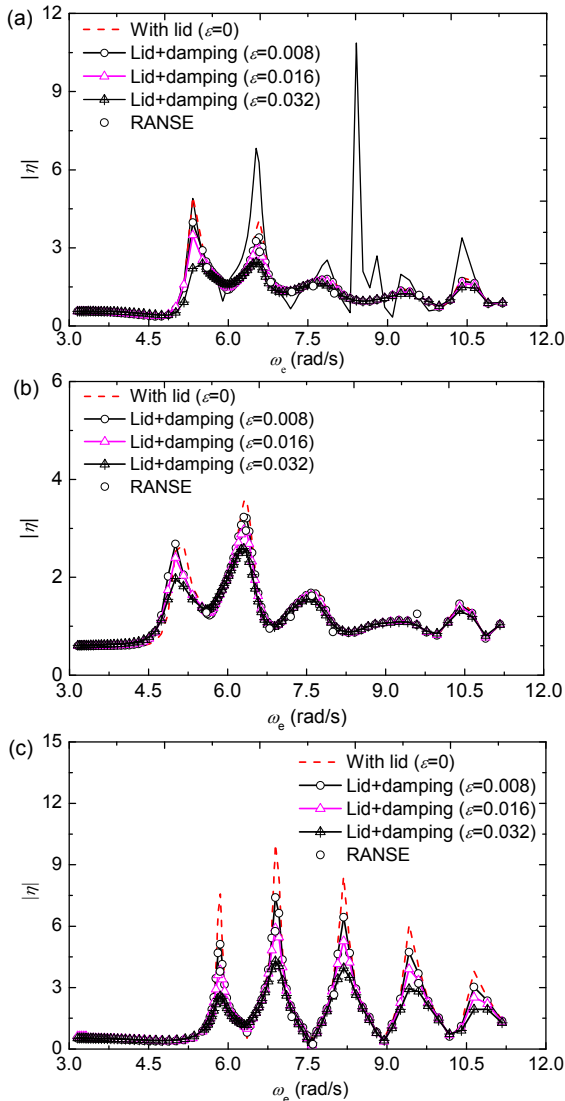 (a)
With lid (ε=0)
Lid+damping (ε=0.008)
Lid+damping (ε=0.016)
Lid+damping (ε=0.032)
RANSE
12
9
6
3
0
|η|
3.0 4.5 6.0 7.5 9.0 10.5 12.0
ωe (rad/s)
(b)
With lid (ε=0)
Lid+damping (ε=0.008)
Lid+damping (ε=0.016)
Lid+damping (ε=0.032)
RANSE
6
4
2
0
|η|
3.0 4.5 6.0 7.5 9.0 10.5 12.0
ωe (rad/s)
(c)
With lid (ε=0)
Lid+damping (ε=0.008)
Lid+damping (ε=0.016)
Lid+damping (ε=0.032)
RANSE
15
12
9
6
3
0
|η|
3.0 4.5 6.0 7.5 9.0 10.5 12.0
ωe (rad/s)